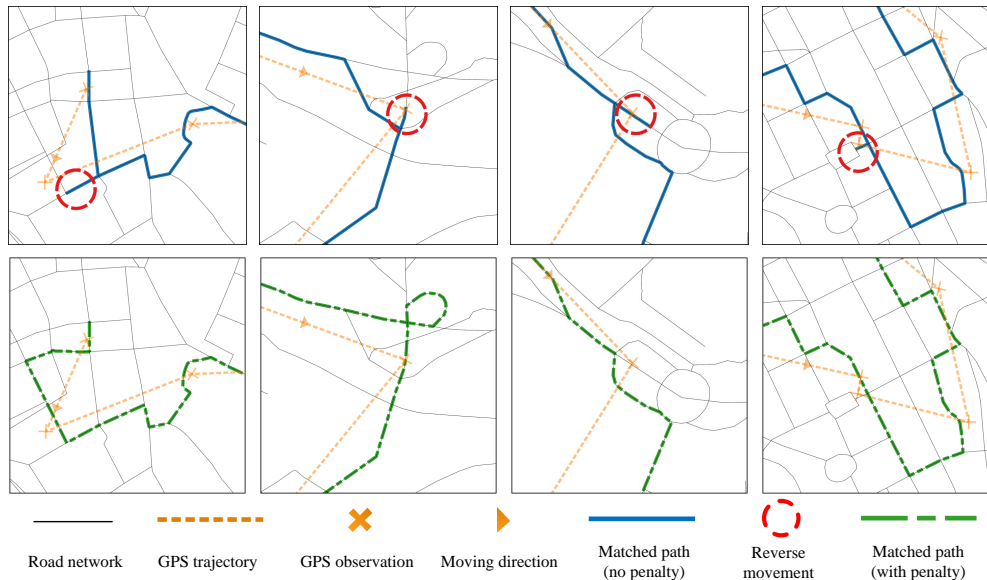 Road network
GPS trajectory
GPS observation
Moving direction
Matched path
(no penalty)
Reverse
movement
Matched path
(with penalty)